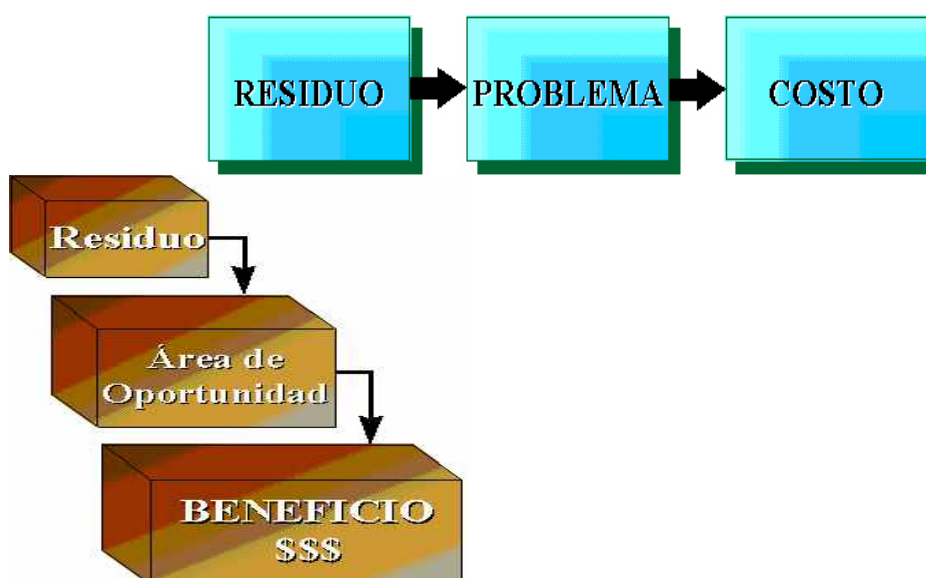 RESIDUO
PROBLEMA
COSTO
Residuo
Área de
Oportunidad
BENEFICIO
$$$